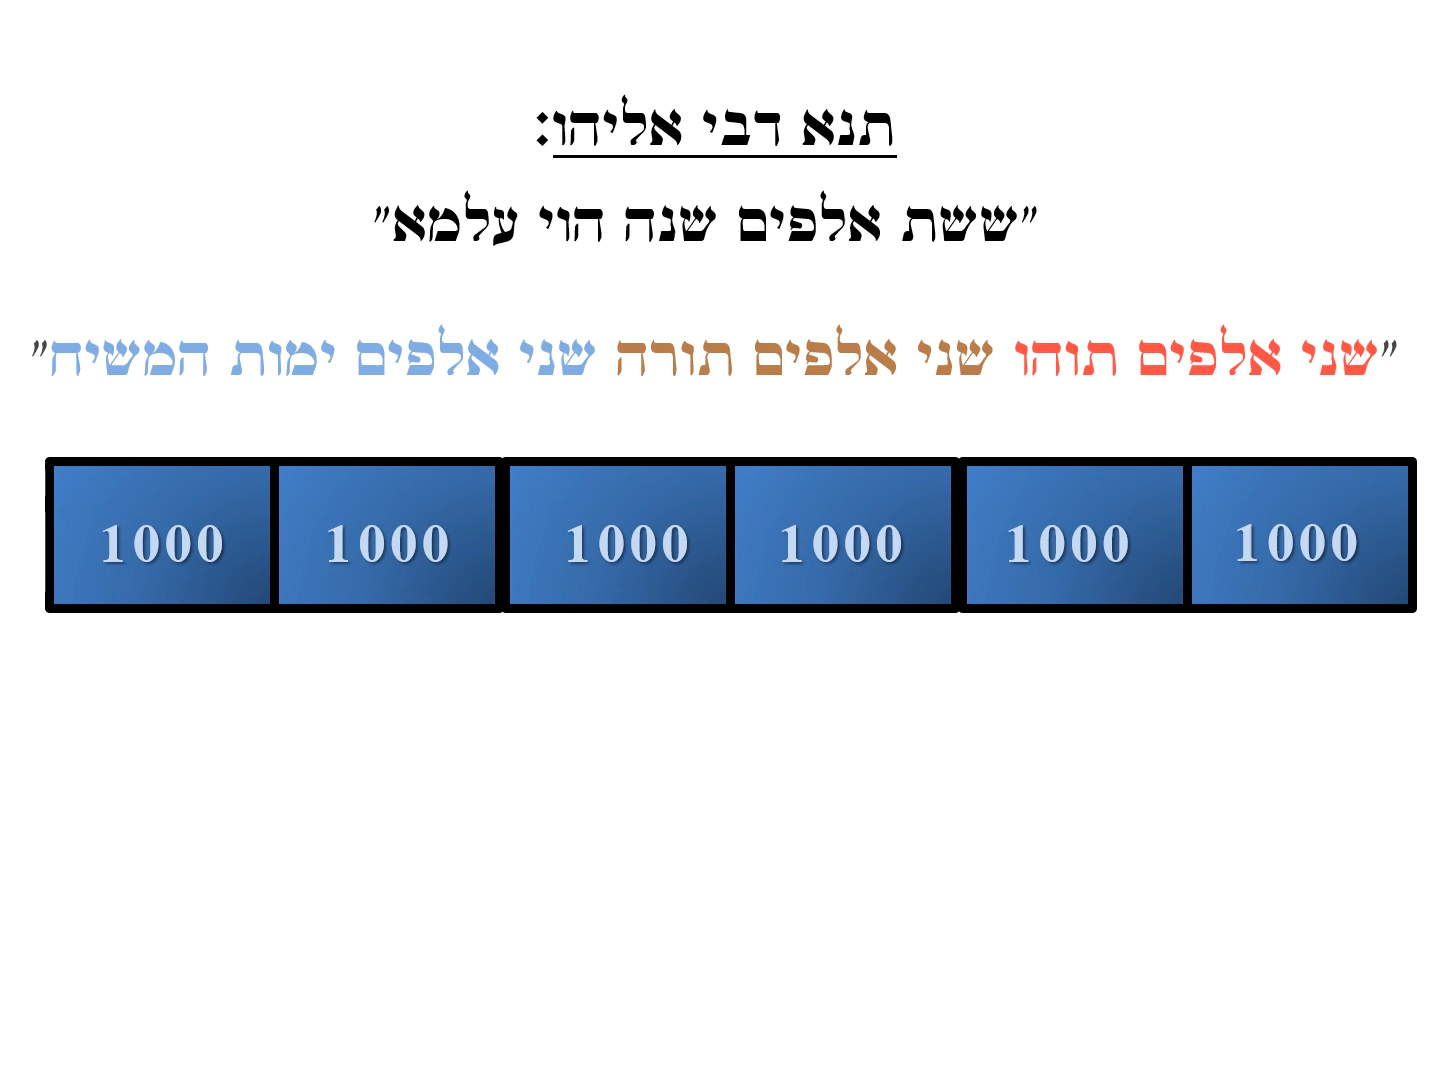 תנא דבי אליהו:
"ששת אלפים שנה הוי עלמא"
"שני אלפים תוהו שני אלפים תורה שני אלפים ימות המשיח"
1000 1000 1000 1000 1000 1000